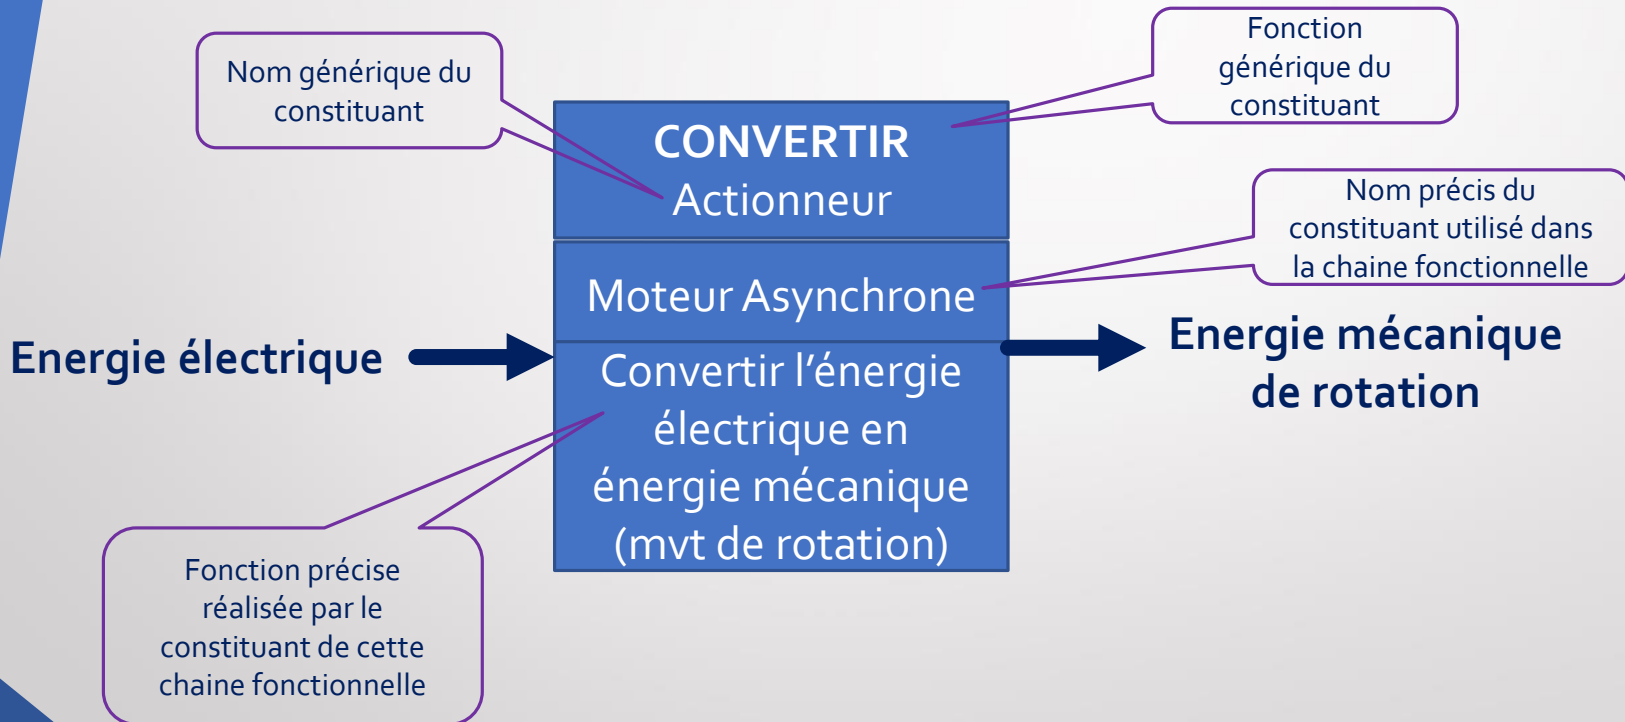 Nom générique du
constituant
Fonction
générique du
constituant
CONVERTIR
Actionneur
Nom précis du
constituant utilisé dans
la chaine fonctionnelle
Moteur Asynchrone
Energie électrique
Energie mécanique
de rotation
Convertir l’énergie
électrique en
énergie mécanique
(mvt de rotation)
Fonction précise
réalisée par le
constituant de cette
chaine fonctionnelle